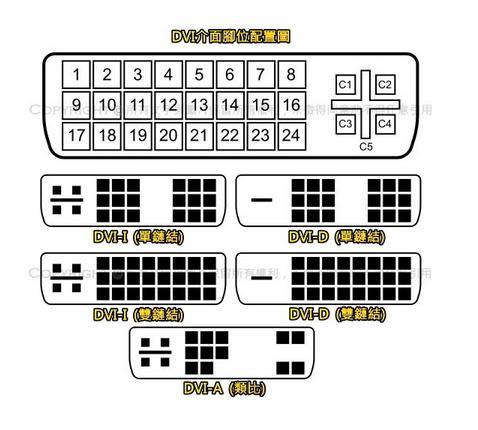 DVI介面腳位配置圖
1 2 3 4 5 6 7 8
C1 C2
9 10 11 12 13 14 15 16
17 18 19 20 21 22 23 24
C3 C4
C5
DVI-I (單鏈結)
DVI-D (單鏈結)
DVI-I (雙鏈結)
DVI-D (雙鏈結)
DVI-A (類比)